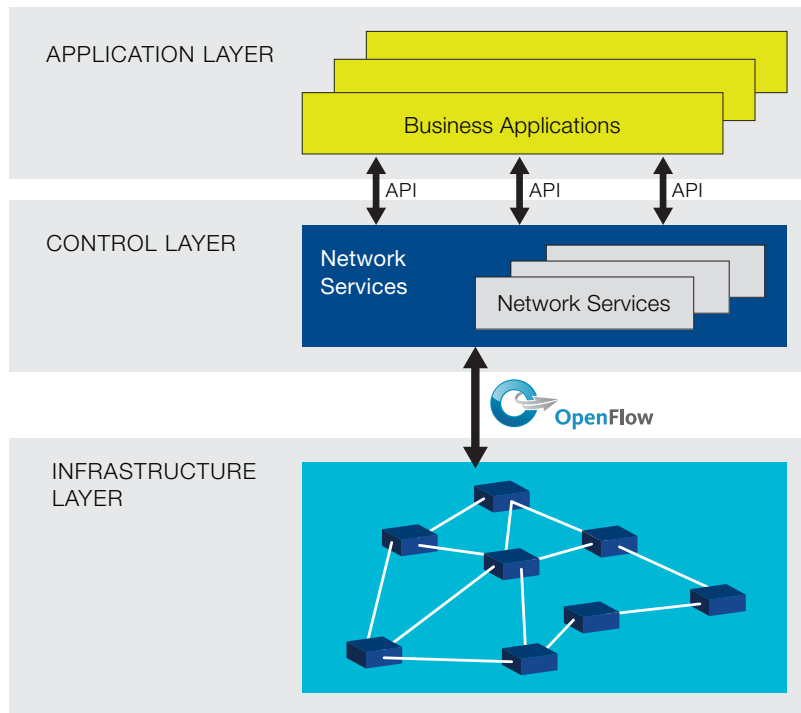 APPLICATION LAYER
Business Applications
API
API
API
CONTROL LAYER
Network
Services
Network Services
OpenFlow
INFRASTRUCTURE
LAYER